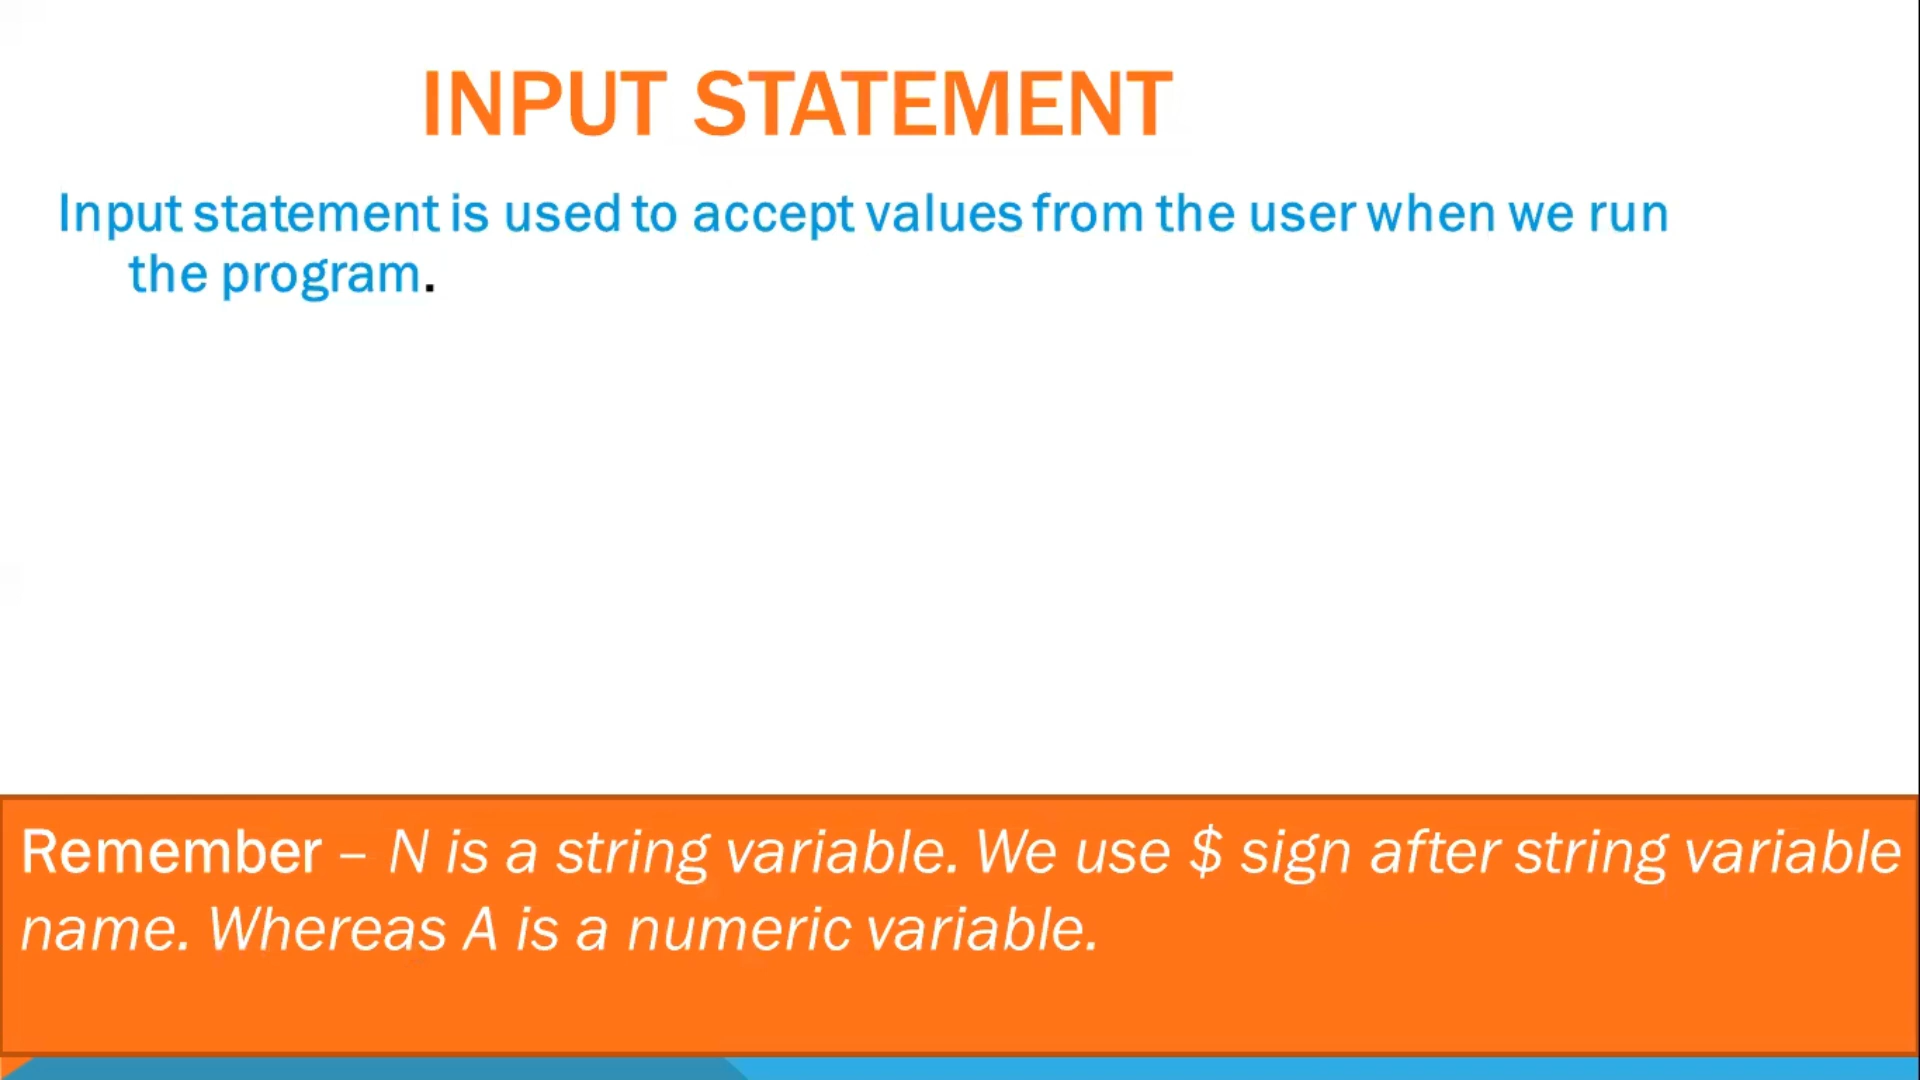 INPUT STATEMENT
Input statement is used to accept values from the user when we run
the program.
Remember – N is a string variable. We use $ sign after string variable
name. Whereas A is a numeric variable.